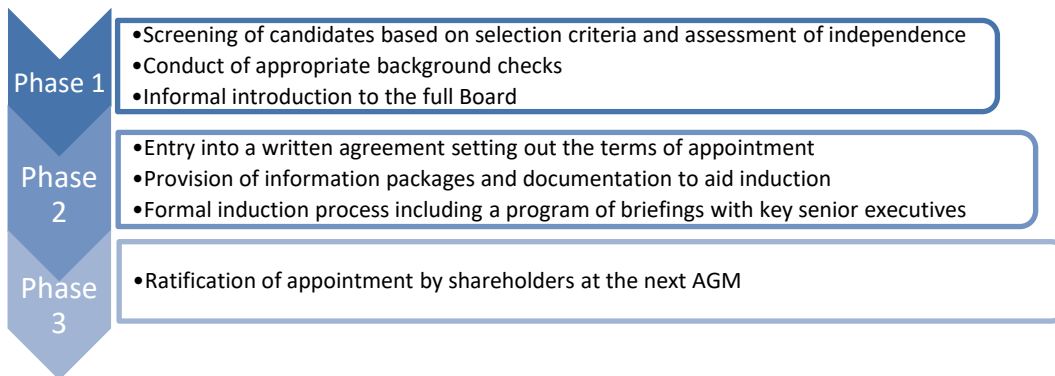 Phase 1
•Screening of candidates based on selection criteria and assessment of independence
•Conduct of appropriate background checks
•Informal introduction to the full Board
Phase
2
•Entry into a written agreement setting out the terms of appointment
•Provision of information packages and documentation to aid induction
•Formal induction process including a program of briefings with key senior executives
Phase
3
•Ratification of appointment by shareholders at the next AGM